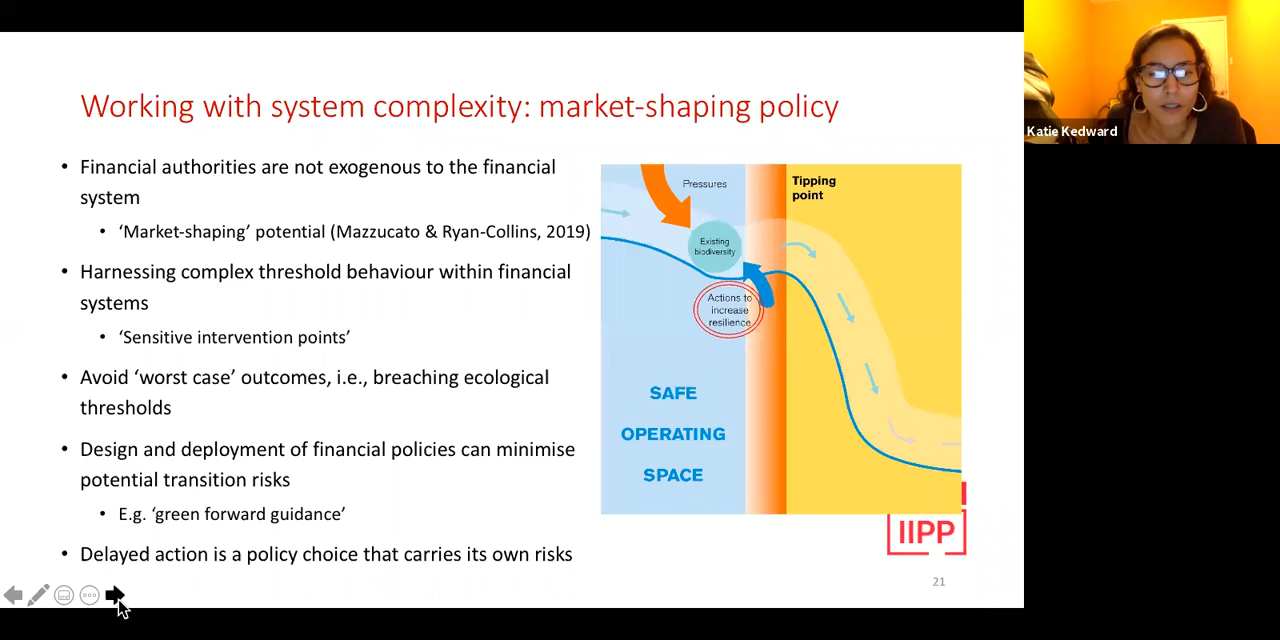 Working with system complexity: market-shaping policy
• Financial authorities are not exogenous to the financial
system
• ‘Market-shaping’ potential (Mazzucato & Ryan-Collins, 2019)
• Harnessing complex threshold behaviour within financial
systems
• ‘Sensitive intervention points’
• Avoid ‘worst case’ outcomes, i.e., breaching ecological
thresholds
• Design and deployment of financial policies can minimise
potential transition risks
• E.g. ‘green forward guidance’
• Delayed action is a policy choice that carries its own risks
Pressures
Tipping
point
Existing
biodiversity
Actions to
increase
resilience
SAFE
OPERATING
SPACE
IIPP
21
Katie Kedward